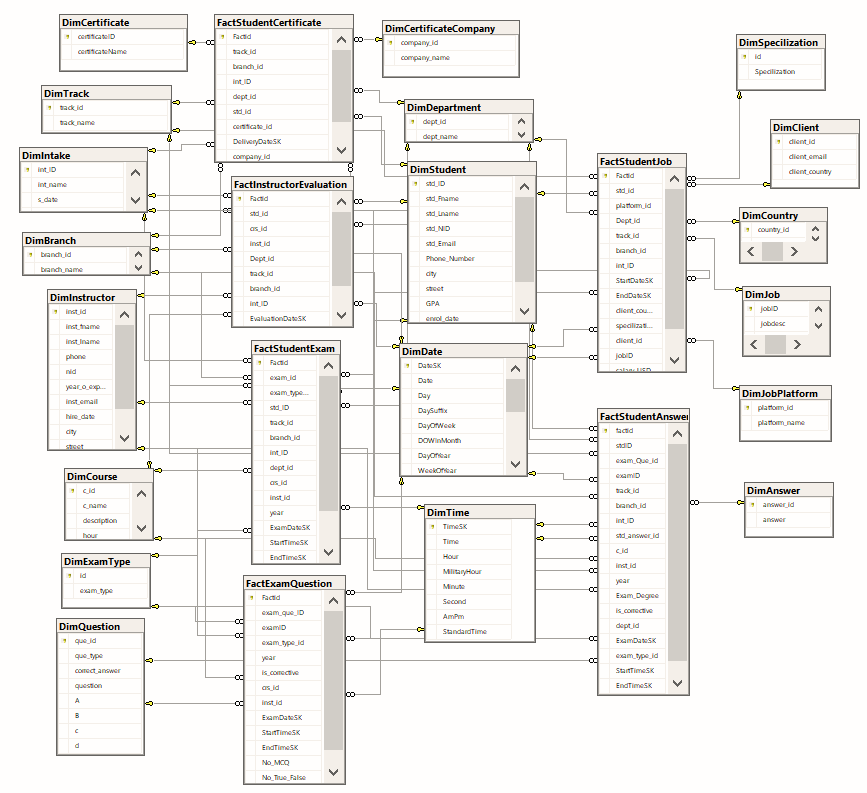 DimCertificate
certificateID
certificateName
FactStudentCertificate
FactId
track_id
branch_id
int_ID
dept_id
std_id
certificate_id
DeliveryDateSK
company_id
DimCertificateCompany
company_id
company_name
DimSpecilization
id
Specilization
DimTrack
track_id
track_name
DimDepartment
dept_id
dept_name
DimClient
client_id
client_email
client_country
DimIntake
int_ID
int_name
s_date
DimStudent
std_ID
std_Fname
std_Lname
std_NID
std_Email
Phone_Number
city
street
GPA
enrol_date
FactStudentJob
FactId
std_id
platform_id
Dept_id
track_id
branch_id
int_ID
StartDateSK
EndDateSK
client_cou...
specilizati...
client_id
jobID
salary_USD
FactInstructorEvaluation
FactId
std_id
crs_id
inst_id
Dept_id
track_id
branch_id
int_ID
EvaluationDateSK
DimCountry
country_id
DimBranch
branch_id
branch_name
DimInstructor
inst_id
inst_fname
inst_lname
phone
nid
year_o_exp...
inst_email
hire_date
city
street
DimJob
jobID
jobdesc
FactStudentExam
FactId
exam_id
exam_type...
std_ID
track_id
branch_id
int_ID
dept_id
crs_id
inst_id
year
ExamDateSK
StartTimeSK
EndTimeSK
DimDate
DateSK
Date
Day
DaySuffix
DayOfWeek
DOWInMonth
DayOfYear
WeekOfYear
DimJobPlatform
platform_id
platform_name
FactStudentAnswer
factid
stdID
exam_Que_id
examID
track_id
branch_id
int_ID
std_answer_id
c_id
inst_id
year
Exam_Degree
is_corrective
dept_id
ExamDateSK
exam_type_id
StartTimeSK
EndTimeSK
DimCourse
c_id
c_name
description
hour
DimAnswer
answer_id
answer
DimTime
TimeSK
Time
Hour
MilitaryHour
Minute
Second
AmPm
StandardTime
DimExamType
id
exam_type
FactExamQuestion
FactId
exam_que_ID
examID
exam_type_id
year
is_corrective
crs_id
inst_id
ExamDateSK
StartTimeSK
EndTimeSK
No_MCQ
No_True_False
DimQuestion
que_id
que_type
correct_answer
question
A
B
c
d